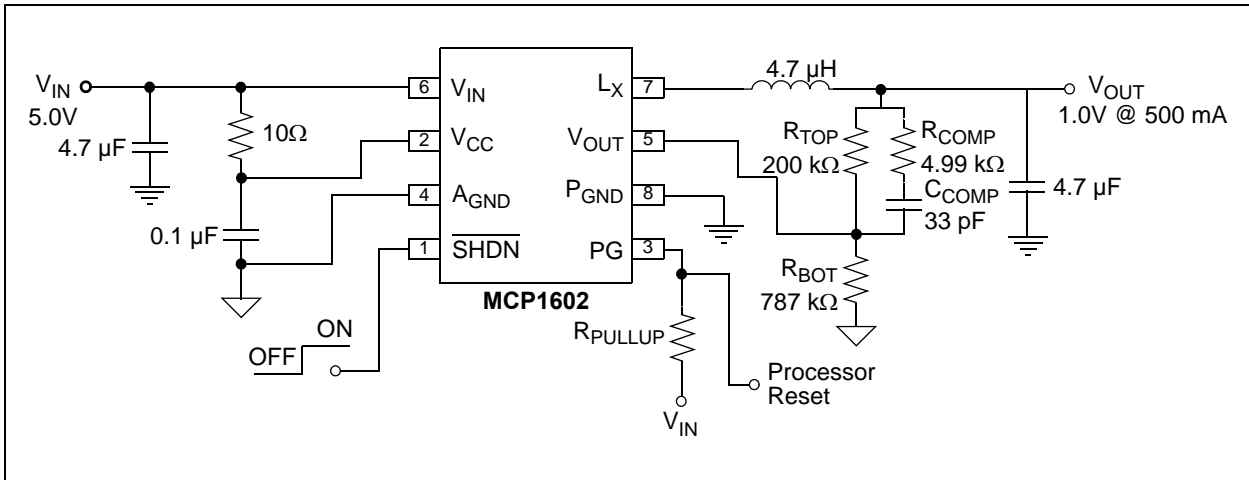 VIN
5.0V
4.7 µF
10Ω
0.1 µF
6
VIN
2
VCC
4
AGND
1
SHDN
LX
7
VOUT
5
PGND
8
PG
3
MCP1602
OFF
ON
4.7 µH
VOUT
1.0V @ 500 mA
RTOP
200 kΩ
RCOMP
4.99 kΩ
CCOMP
33 pF
4.7 µF
RBOT
787 kΩ
RPULLUP
VIN
Processor
Reset